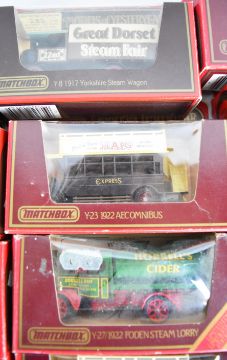 Great Dorset
Steam Fair
MATCHBOX
Y 8 1917 Yorkshire Steam Wagon
EXPRESS
MATCHBOX
Y-23 1922 AEC OMNIBUS
CIDER
MATCHBOX
Y-27 1922 FODEN STEAM LORRY